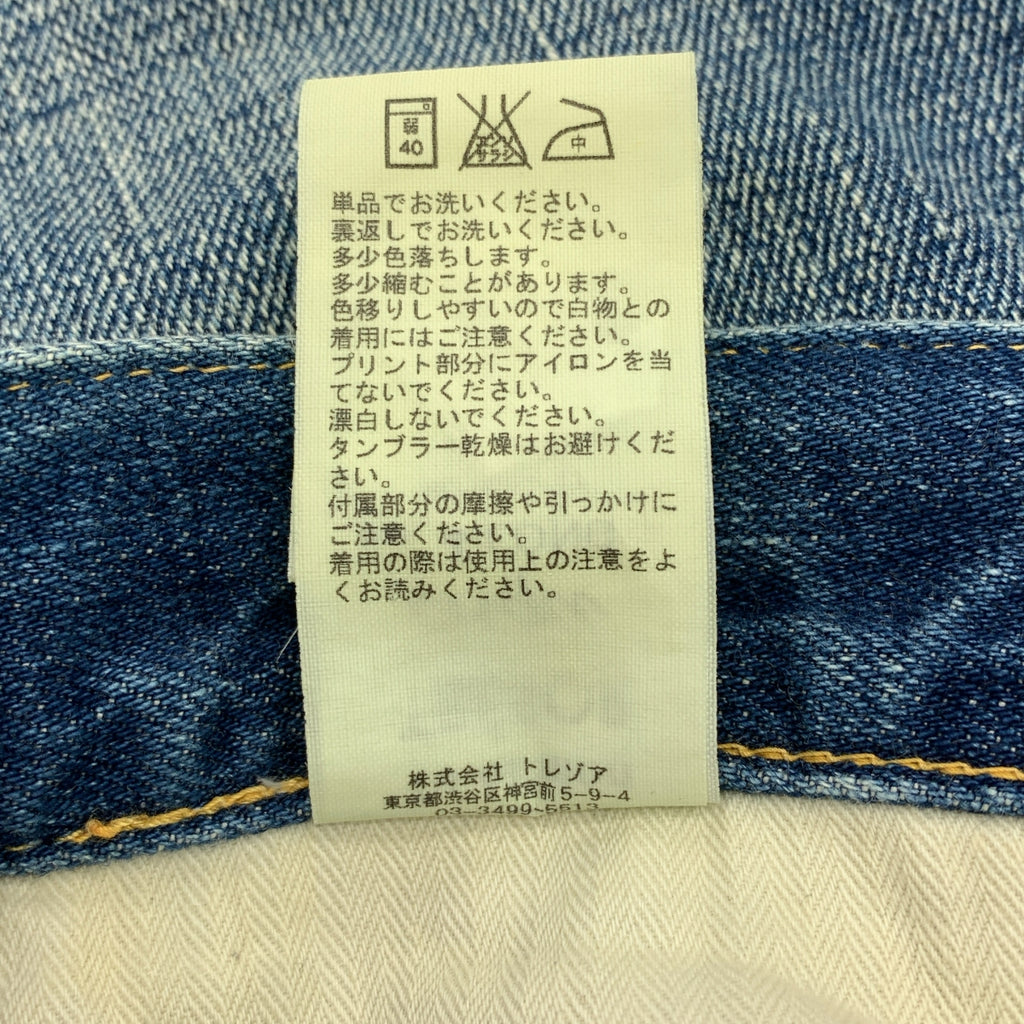 弱
40
エンソ
サラシ
中
単品でお洗いください。
裏返しでお洗いください。
多少色落ちします。
多少縮むことがあります。
色移りしやすいので白物との
着用にはご注意ください。
プリント部分にアイロンを当
てないでください。
漂白しないでください。
タンブラー乾燥はお避けくだ
さい。
付属部分の摩擦や引っかけに
ご注意ください。
着用の際は使用上の注意をよ
くお読みください。
株式会社 トレゾア
東京都渋谷区神宮前5-9-4
03-3499-5513